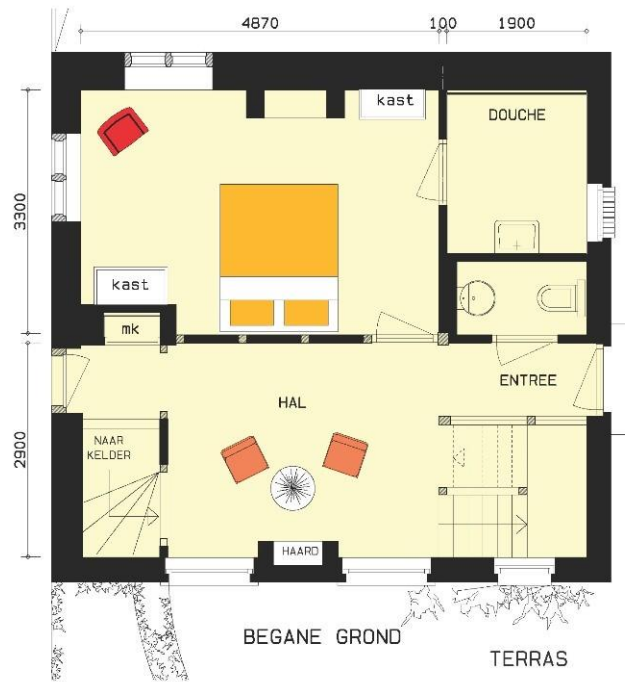 4870 100 1900
kast
DOUCHE
3300
kast
mk
ENTREE
HAL
NAAR
KELDER
2900
HAARD
BEGANE GROND
TERRAS